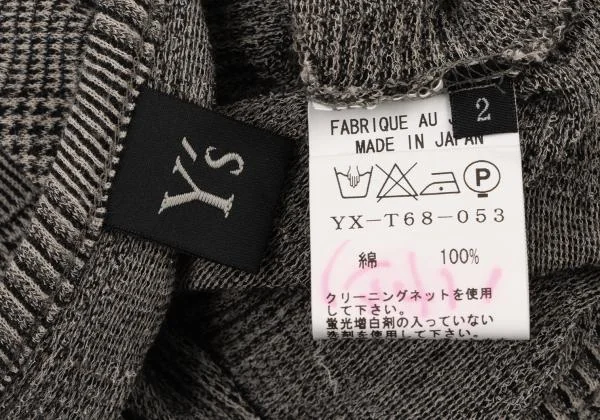 Y's
2
FABRIQUE AU J
MADE IN JAPAN
P
YX-T68-053
綿 100%
クリーニングネットを使用
して下さい。
蛍光増白剤の入っていない
洗剤を使用して下さい。